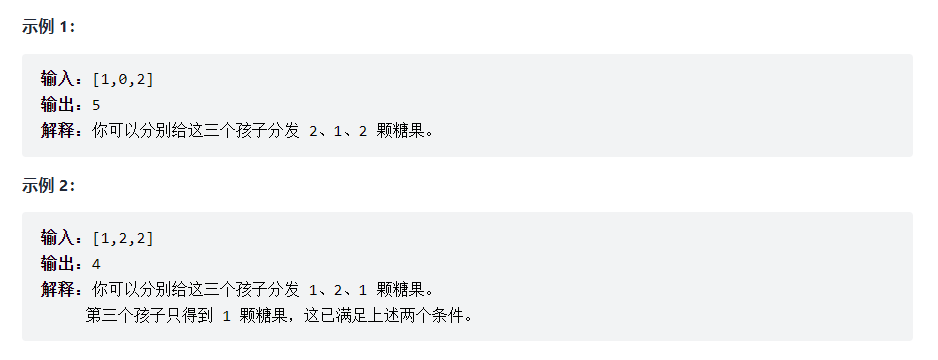 示例 1：
输入：[1,0,2]
输出：5
解释：你可以分别给这三个孩子分发 2、1、2 颗糖果。
示例 2：
输入：[1,2,2]
输出：4
解释：你可以分别给这三个孩子分发 1、2、1 颗糖果。
第三个孩子只得到 1 颗糖果，这已满足上述两个条件。